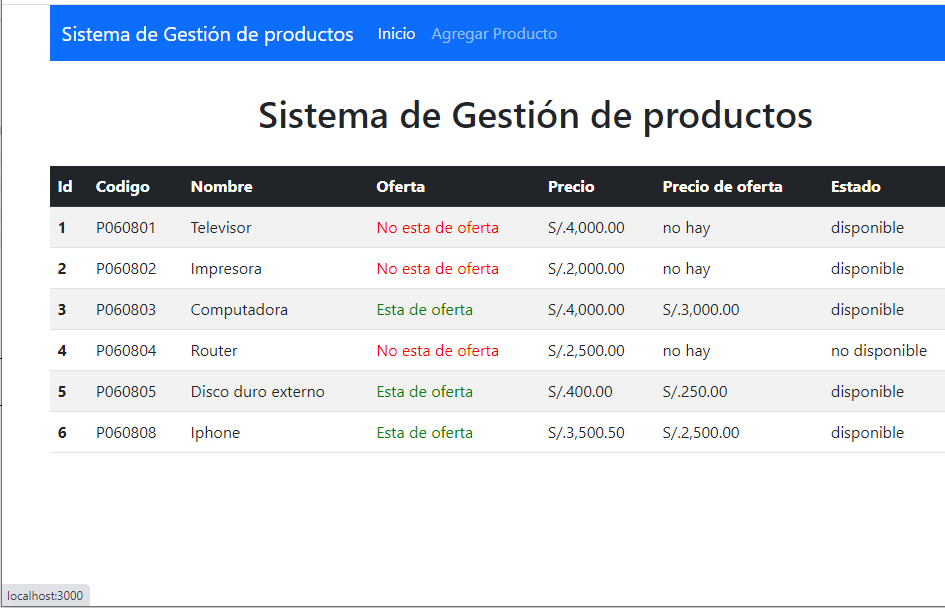 Sistema de Gestión de productos Inicio Agregar Producto
Sistema de Gestión de productos
Id Codigo Nombre Oferta Precio Precio de oferta Estado
1 P060801 Televisor No esta de oferta S/.4,000.00 no hay disponible
2 P060802 Impresora No esta de oferta S/.2,000.00 no hay disponible
3 P060803 Computadora Esta de oferta S/.4,000.00 S/.3,000.00 disponible
4 P060804 Router No esta de oferta S/.2,500.00 no hay no disponible
5 P060805 Disco duro externo Esta de oferta S/.400.00 S/.250.00 disponible
6 P060808 Iphone Esta de oferta S/.3,500.50 S/.2,500.00 disponible
localhost:3000